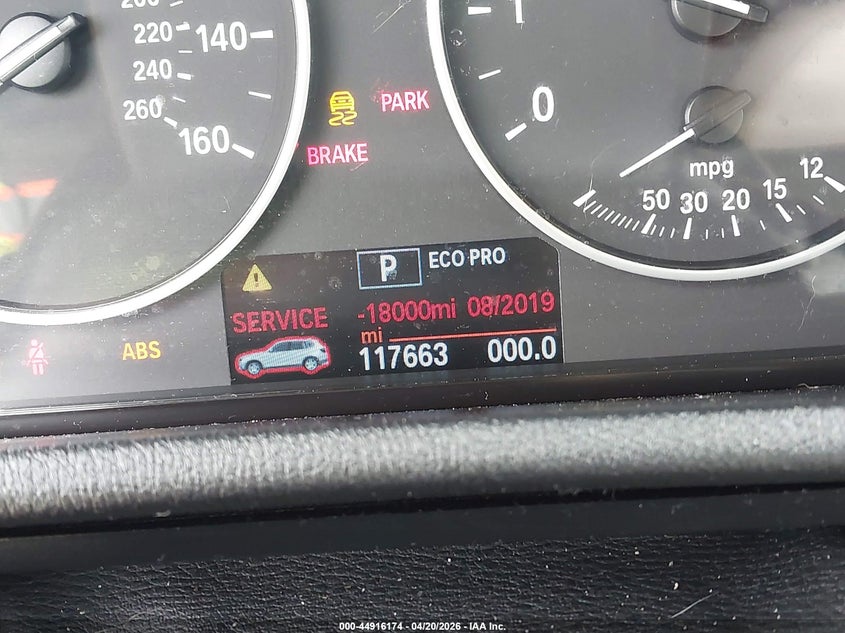 220
140
240
260
160
PARK
BRAKE
1
0
mpg
50 30 20 15 12
P ECO PRO
SERVICE -18000mi 08/2019
mi
117663 000.0
ABS
000-44916174 - 04/20/2026 - IAA Inc.